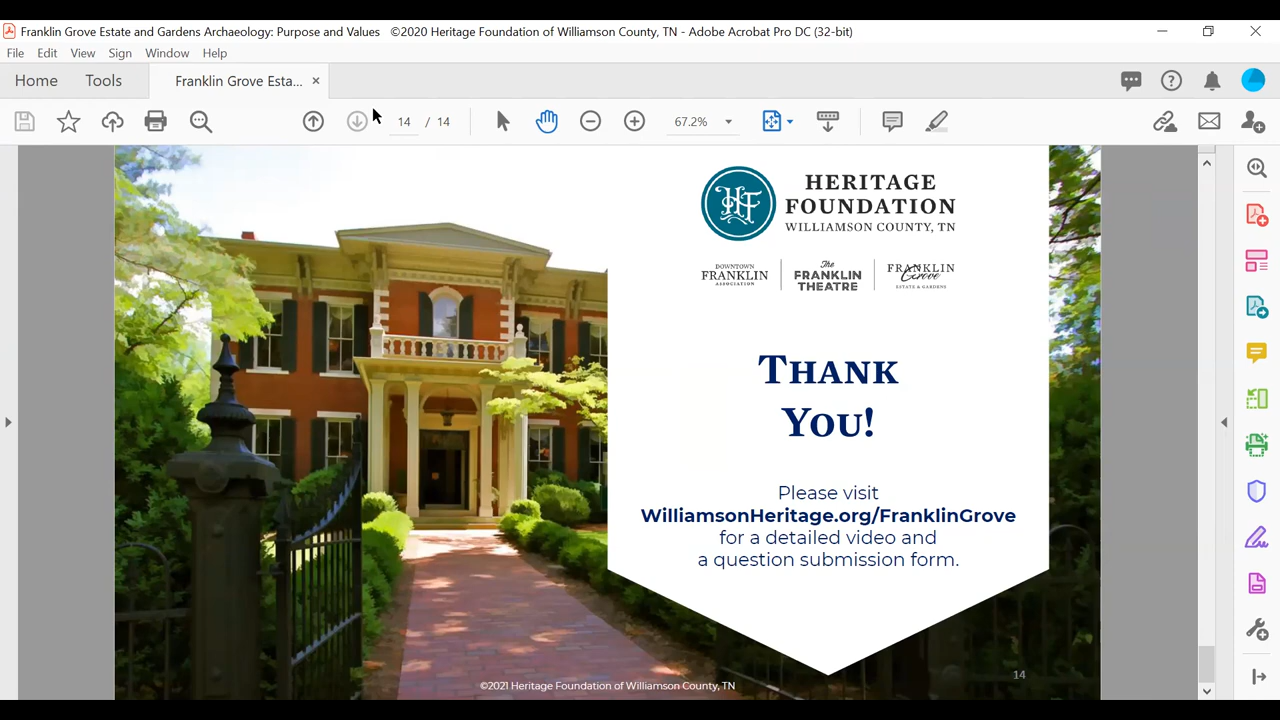 Franklin Grove Estate and Gardens Archaeology: Purpose and Values ©2020 Heritage Foundation of Williamson County, TN - Adobe Acrobat Pro DC (32-bit)
File Edit View Sign Window Help
Home Tools Franklin Grove Esta... ×
14 / 14 67.2%
HF
HERITAGE
FOUNDATION
WILLIAMSON COUNTY, TN
DOWNTOWN
FRANKLIN
ASSOCIATION
The
FRANKLIN
THEATRE
FRANKLIN
Grove
ESTATE & GARDENS
THANK
YOU!
Please visit
WilliamsonHeritage.org/FranklinGrove
for a detailed video and
a question submission form.
14
©2021 Heritage Foundation of Williamson County, TN